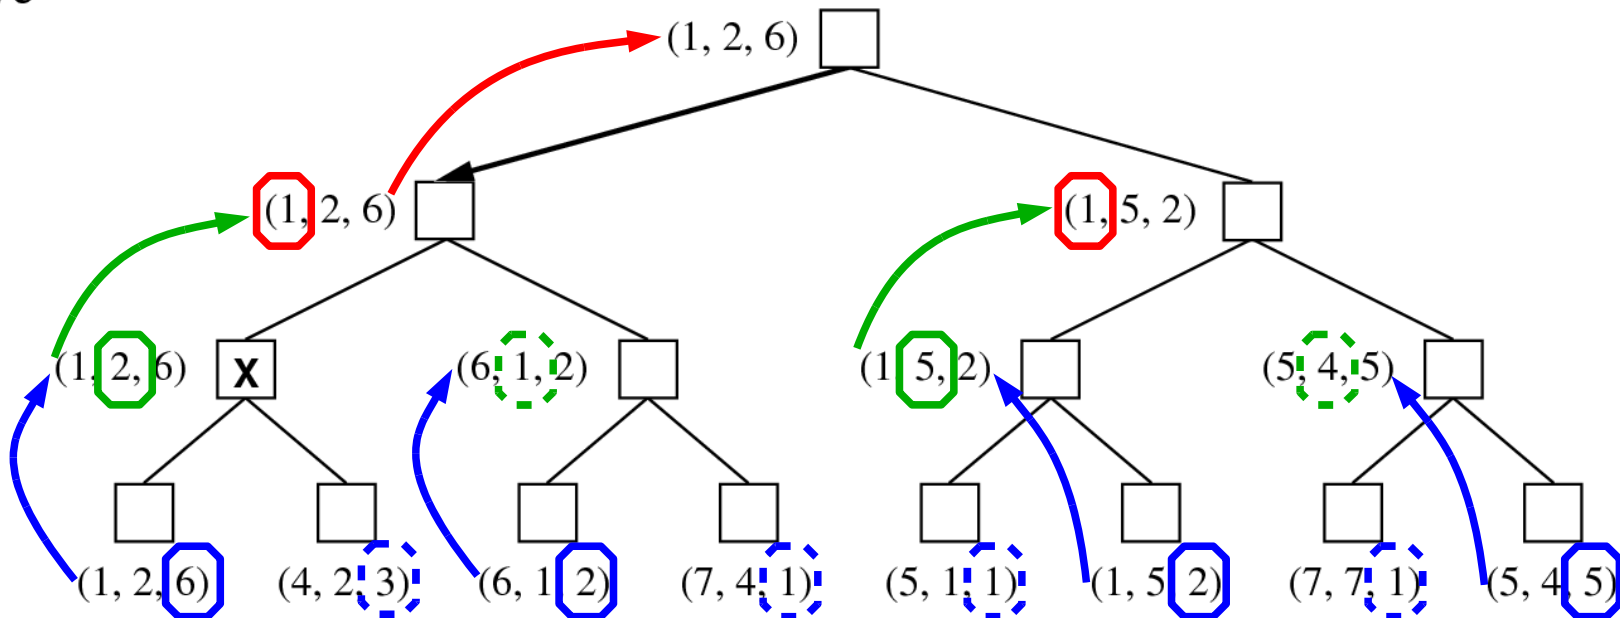 (1, 2, 6)
(1, 2, 6) (1, 5, 2)
(1, 2, 6) X (6, 1, 2) (1, 5, 2) (5, 4, 5)
(1, 2, 6) (4, 2, 3) (6, 1, 2) (7, 4, 1) (5, 1, 1) (1, 5, 2) (7, 7, 1) (5, 4, 5)